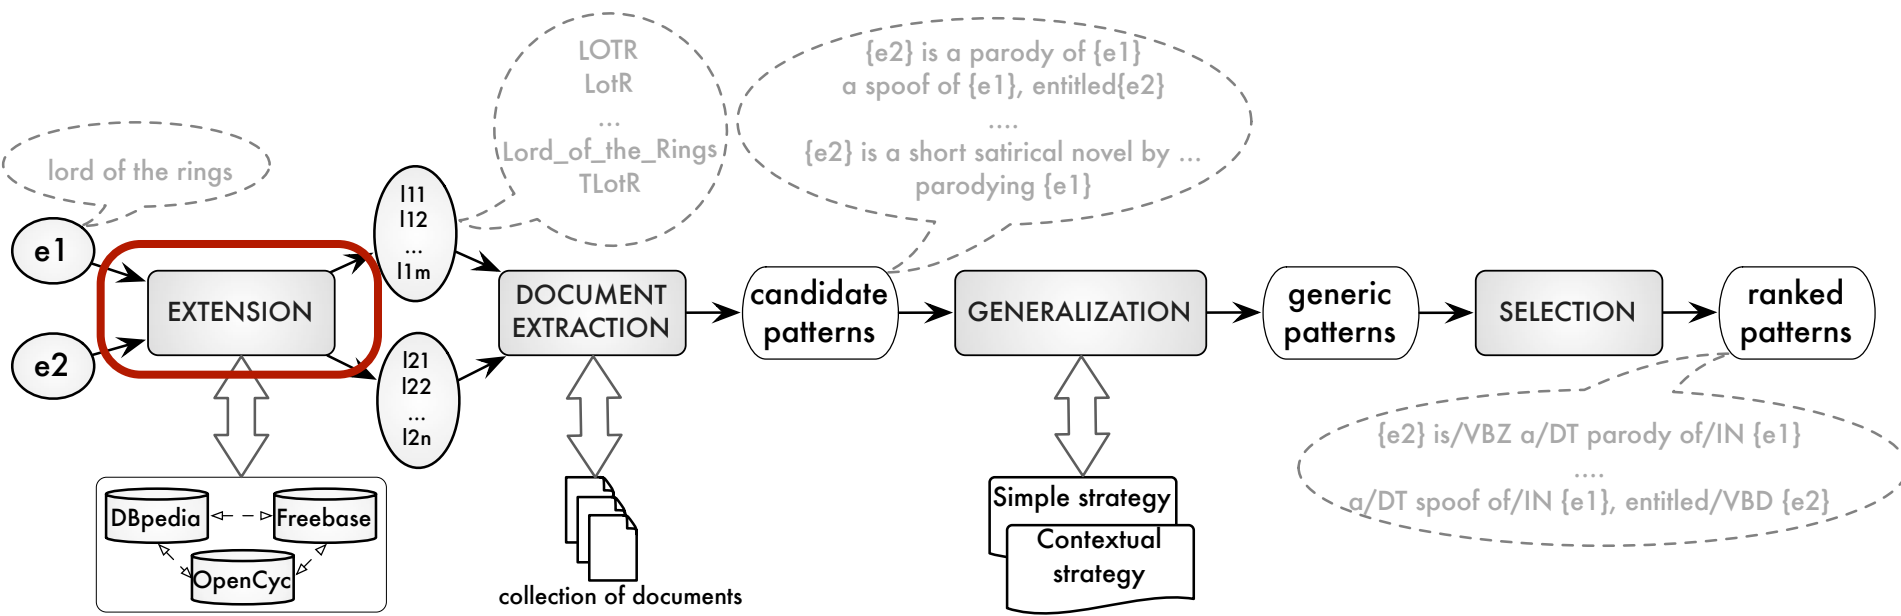 LOTR
LotR
...
Lord_of_the_Rings
TLotR
{e2} is a parody of {e1}
a spoof of {e1}, entitled{e2}
....
{e2} is a short satirical novel by ...
parodying {e1}
lord of the rings
e1
e2
EXTENSION
l11
l12
...
l1m
l21
l22
...
l2n
DOCUMENT
EXTRACTION
candidate
patterns
GENERALIZATION
generic
patterns
SELECTION
ranked
patterns
{e2} is/VBZ a/DT parody of/IN {e1}
....
a/DT spoof of/IN {e1}, entitled/VBD {e2}
DBpedia
Freebase
OpenCyc
collection of documents
Simple strategy
Contextual
strategy